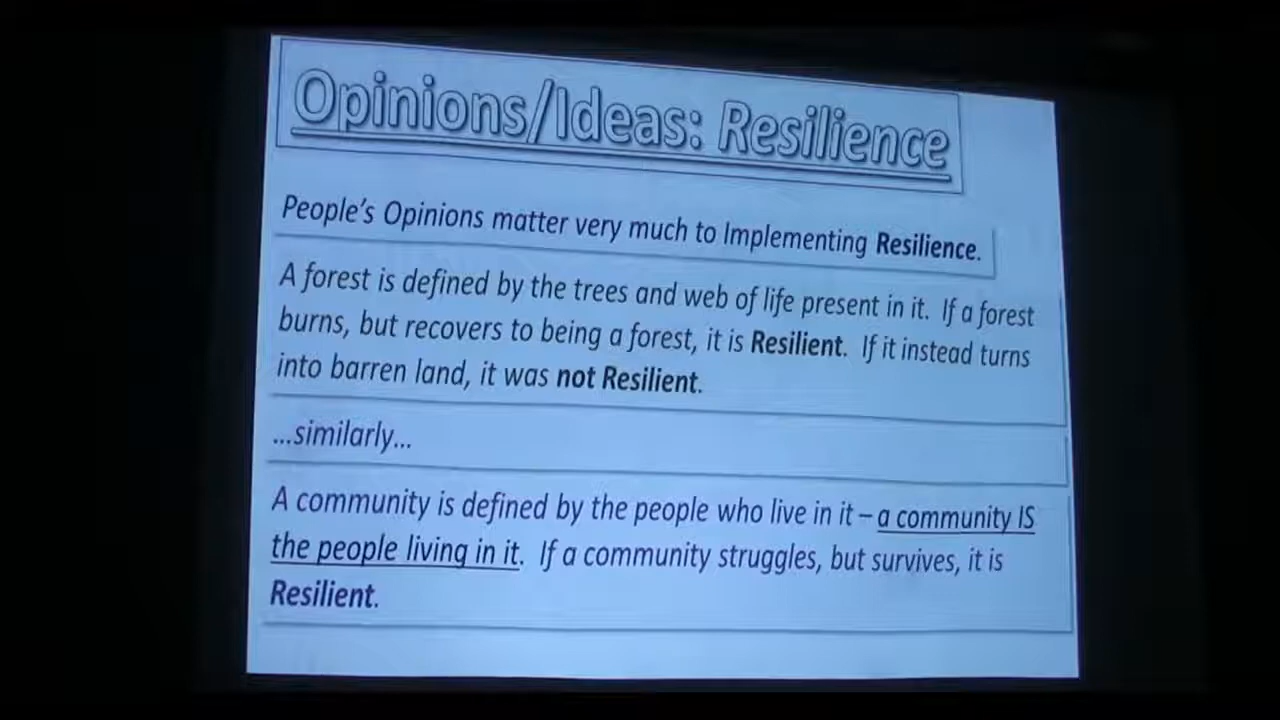 Opinions/Ideas: Resilience
People's Opinions matter very much to Implementing Resilience.
A forest is defined by the trees and web of life present in it. If a forest
burns, but recovers to being a forest, it is Resilient. If it instead turns
into barren land, it was not Resilient.
...similarly...
A community is defined by the people who live in it – a community IS
the people living in it. If a community struggles, but survives, it is
Resilient.